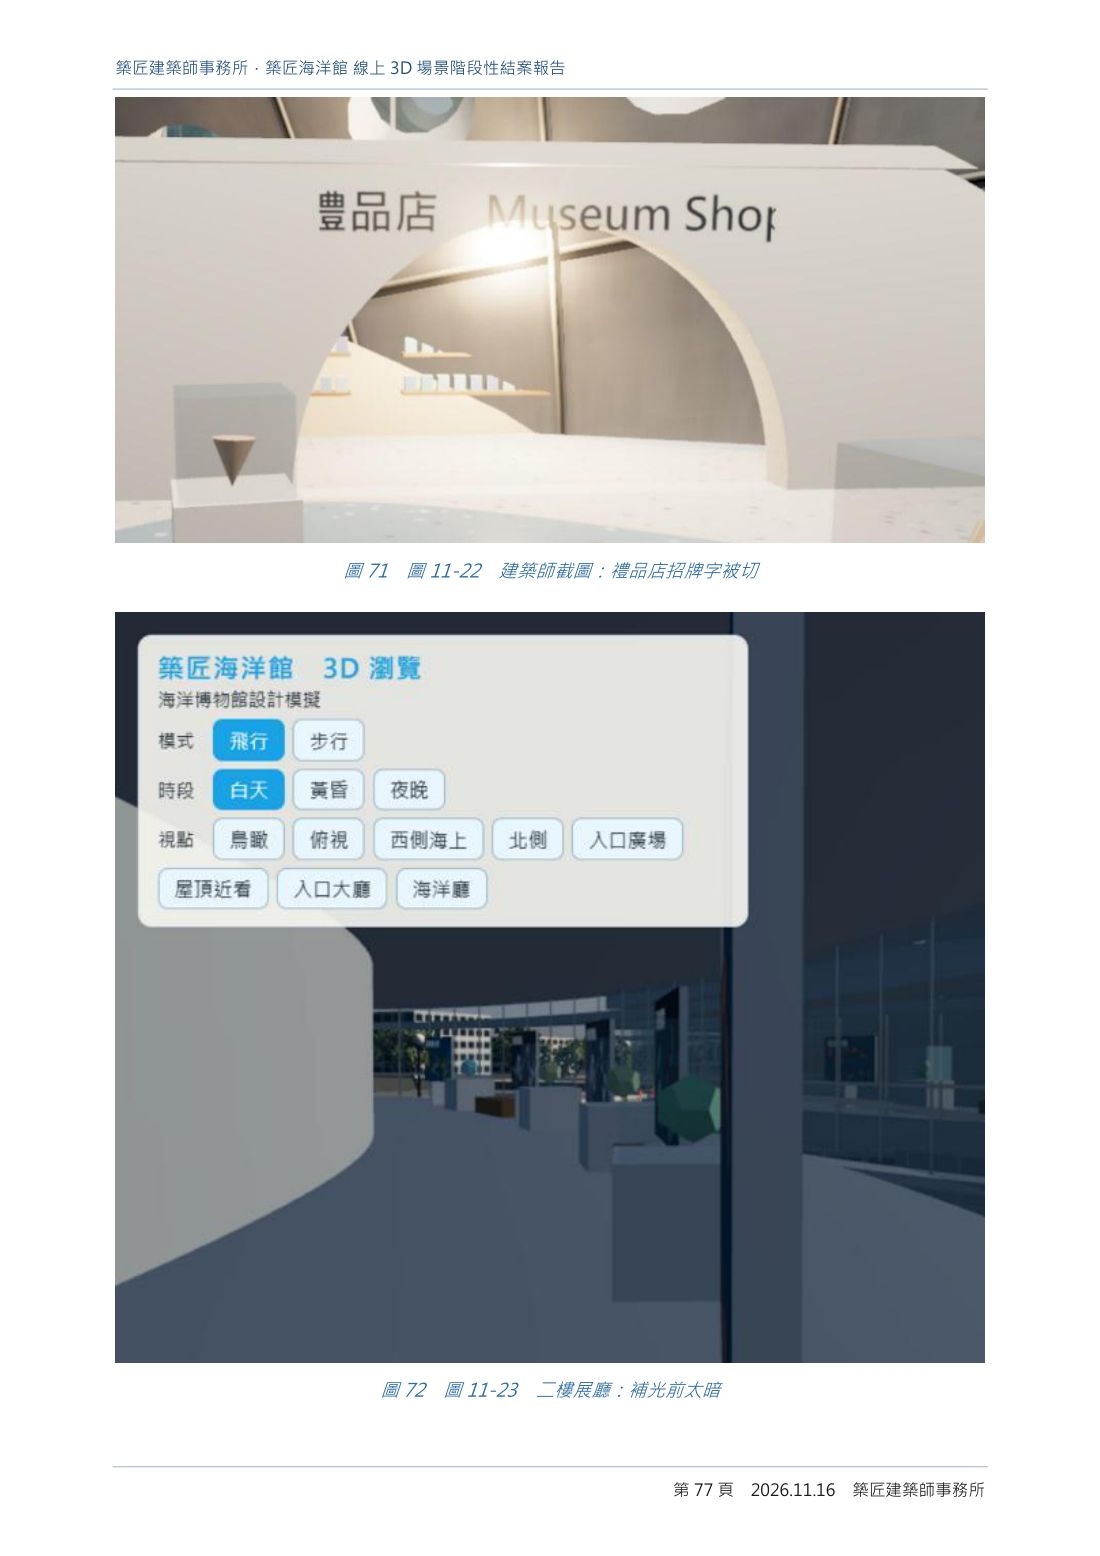 築匠建築師事務所．築匠海洋館 線上 3D 場景階段性結案報告
豊品店 Museum Shop
圖 71 圖 11-22 建築師截圖：禮品店招牌字被切
築匠海洋館 3D 瀏覽
海洋博物館設計模擬
模式 飛行 步行
時段 白天 黃昏 夜晚
視點 鳥瞰 俯視 西側海上 北側 入口廣場
屋頂近看 入口大廳 海洋廳
圖 72 圖 11-23 二樓展廳：補光前太暗
第 77 頁 2026.11.16 築匠建築師事務所